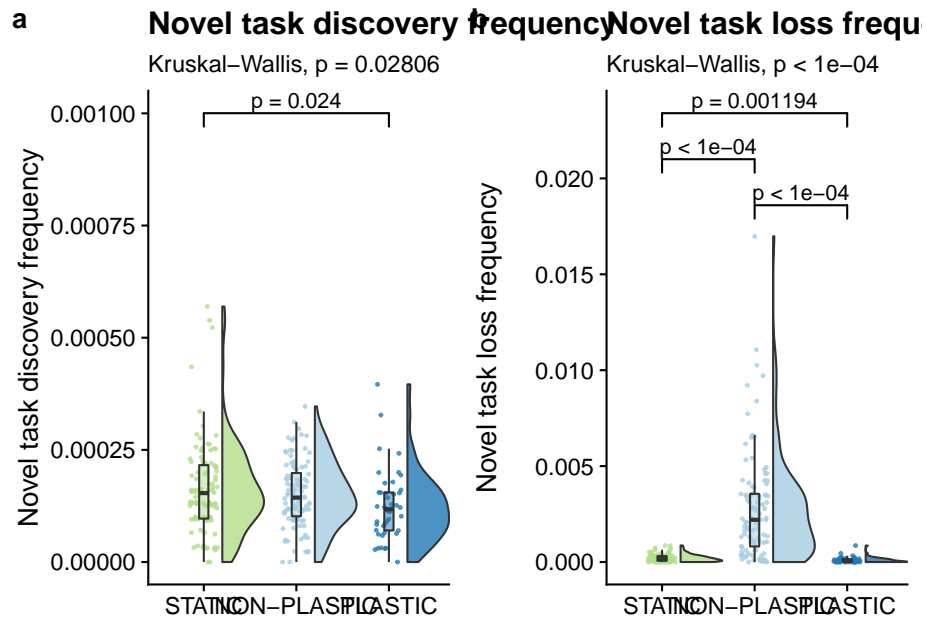 a
Novel task discovery frequency
Kruskal−Wallis, p = 0.02806
p = 0.024
0.00100
0.00075
0.00050
0.00025
0.00000
Novel task discovery frequency
STATIC
NON−PLASTIC
PLASTIC
b
Novel task loss frequ
Kruskal−Wallis, p < 1e−04
p = 0.001194
p < 1e−04
p < 1e−04
0.020
0.015
0.010
0.005
0.000
Novel task loss frequency
STATIC
NON−PLASTIC
PLASTIC